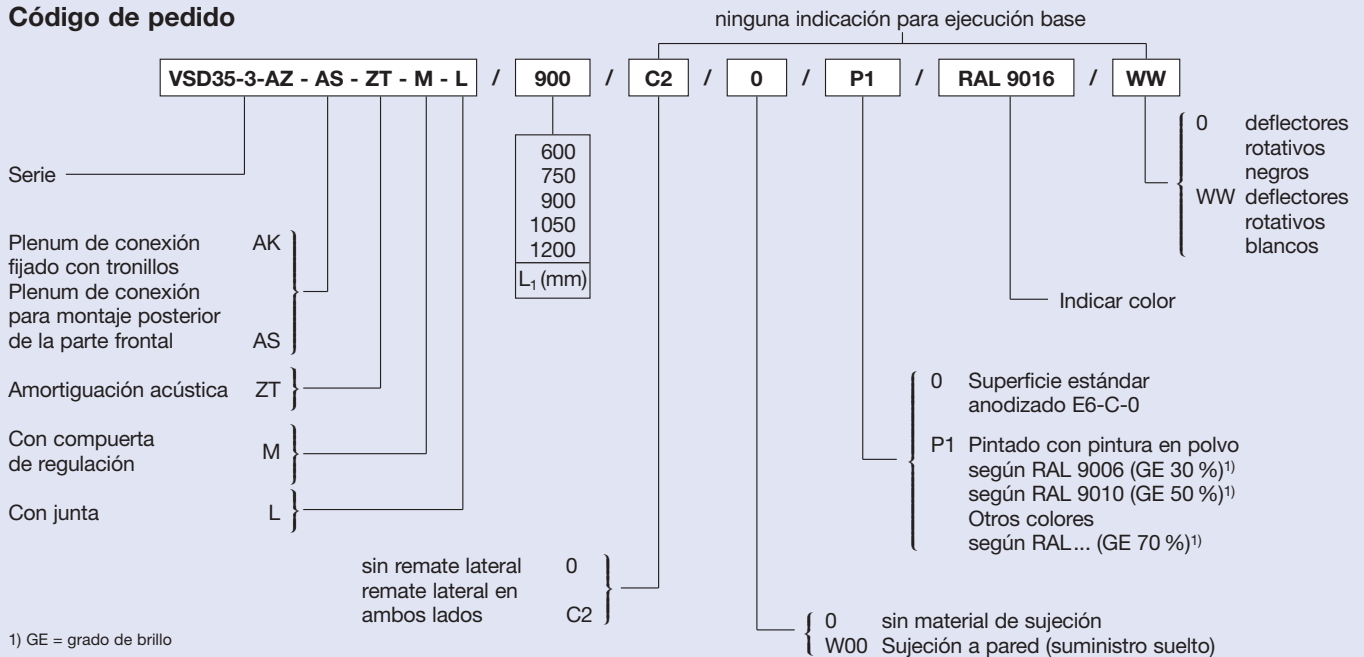 Código de pedido
ninguna indicación para ejecución base
VSD35-3-AZ - AS - ZT - M - L / 900 / C2 / 0 / P1 / RAL 9016 / WW
0 deflectores
rotativos
negros
WW deflectores
rotativos
blancos
600
750
900
1050
1200
L1 (mm)
Serie
Plenum de conexión AK
fijado con tronillos
Plenum de conexión
para montaje posterior
de la parte frontal AS
Indicar color
Amortiguación acústica ZT
0 Superficie estándar
anodizado E6-C-0
Con compuerta
de regulación M
P1 Pintado con pintura en polvo
según RAL 9006 (GE 30 %)1)
según RAL 9010 (GE 50 %)1)
Otros colores
según RAL... (GE 70 %)1)
Con junta L
sin remate lateral 0
remate lateral en
ambos lados C2
0 sin material de sujeción
W00 Sujeción a pared (suministro suelto)
1) GE = grado de brillo